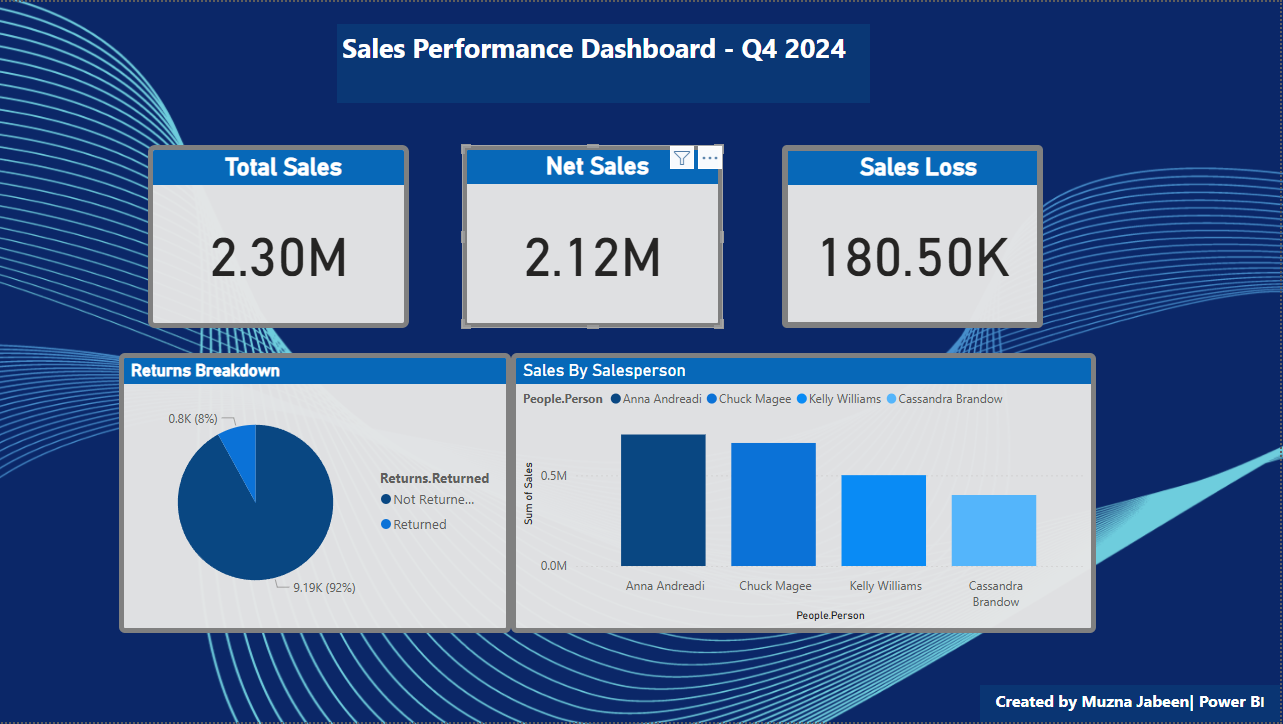 Sales Performance Dashboard - Q4 2024
Total Sales
2.30M
Net Sales
2.12M
Sales Loss
180.50K
Returns Breakdown
0.8K (8%)
9.19K (92%)
Returns.Returned
Not Returne...
Returned
Sales By Salesperson
People.Person Anna Andreadi Chuck Magee Kelly Williams Cassandra Brandow
Sum of Sales
0.5M
0.0M
Anna Andreadi Chuck Magee Kelly Williams Cassandra
Brandow
People.Person
Created by Muzna Jabeen| Power BI